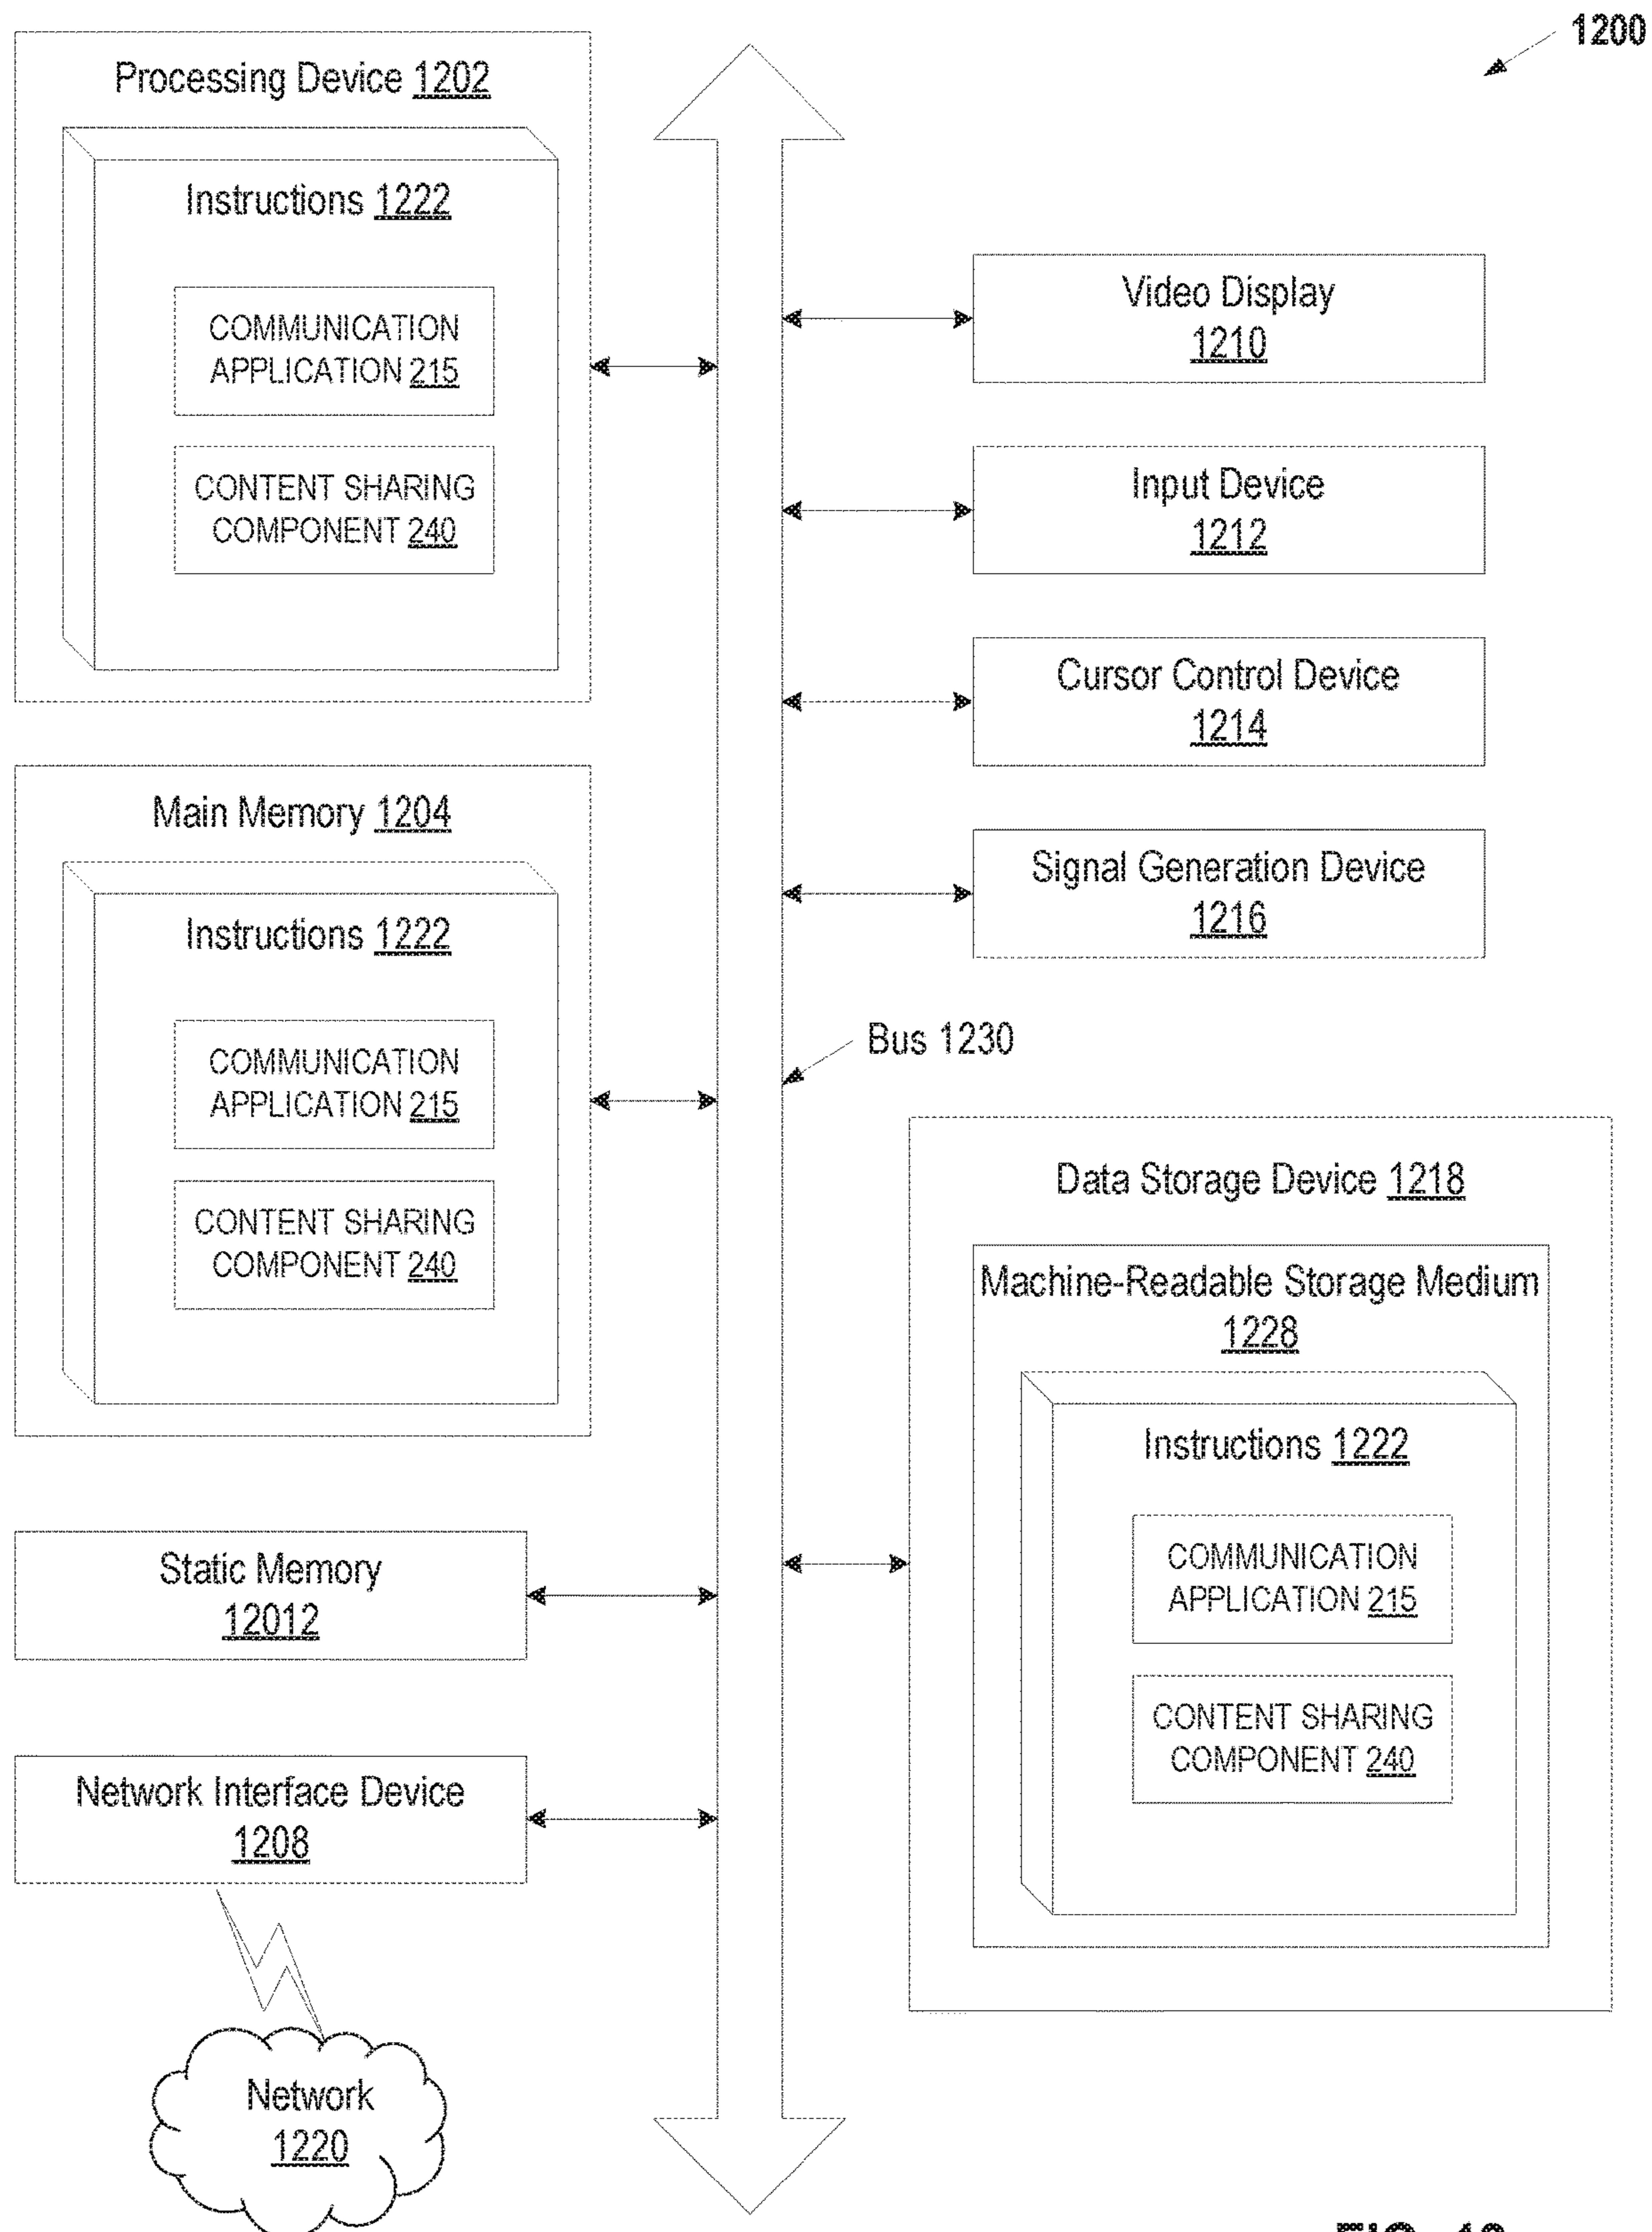 1200
Processing Device 1202
Instructions 1222
COMMUNICATION
APPLICATION 215
CONTENT SHARING
COMPONENT 240
Video Display
1210
Input Device
1212
Cursor Control Device
1214
Signal Generation Device
1216
Main Memory 1204
Instructions 1222
COMMUNICATION
APPLICATION 215
CONTENT SHARING
COMPONENT 240
Bus 1230
Data Storage Device 1218
Machine-Readable Storage Medium
1228
Instructions 1222
COMMUNICATION
APPLICATION 215
CONTENT SHARING
COMPONENT 240
Static Memory
12012
Network Interface Device
1208
Network
1220